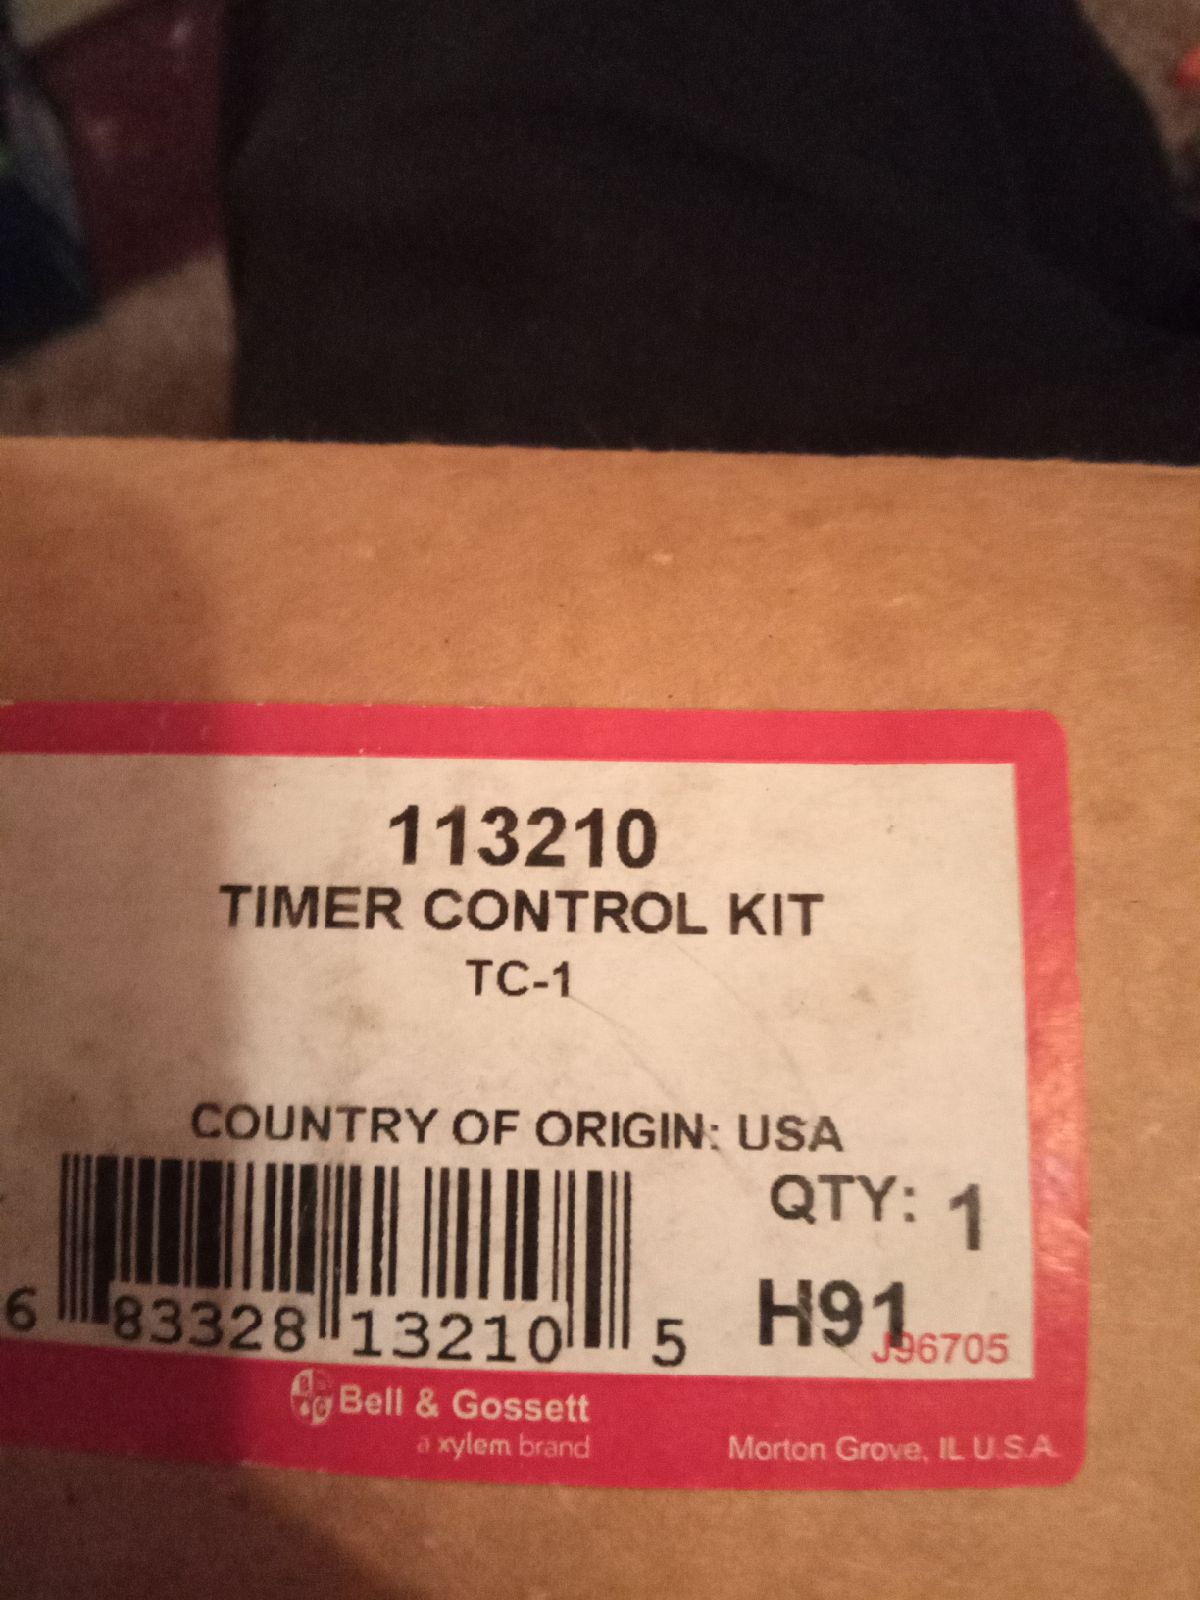 113210
TIMER CONTROL KIT
TC-1
COUNTRY OF ORIGIN: USA
QTY: 1
6 83328 13210 5
H91
J96705
Bell & Gossett
a xylem brand
Morton Grove, IL U.S.A.